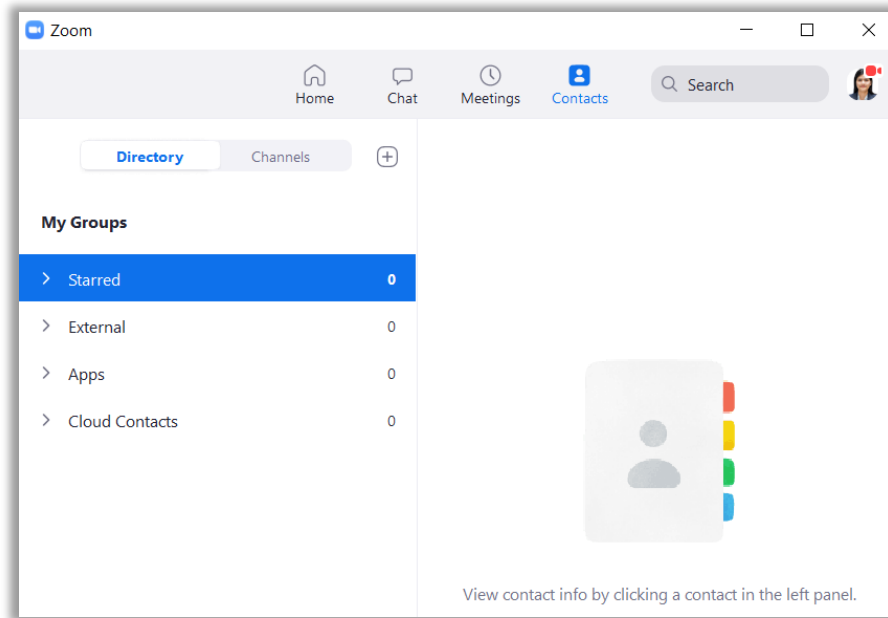 Zoom
Home Chat Meetings Contacts Search
Directory Channels
My Groups
Starred 0
External 0
Apps 0
Cloud Contacts 0
View contact info by clicking a contact in the left panel.